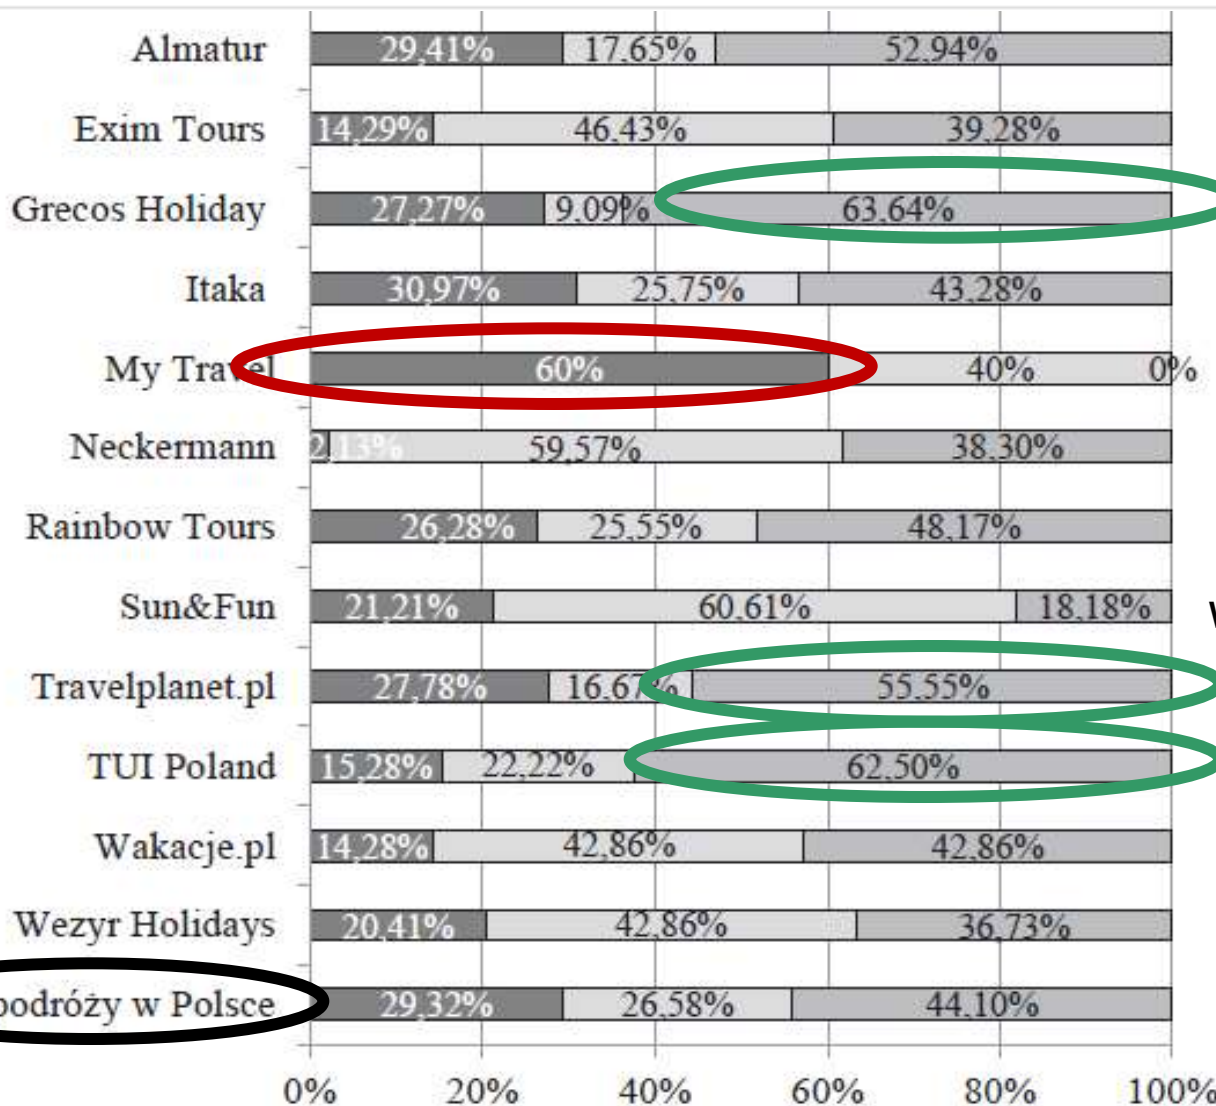 Almatur 29,41% 17,65% 52,94%
Exim Tours 14,29% 46,43% 39,28%
Grecos Holiday 27,27% 9,09% 63,64%
Itaka 30,97% 25,75% 43,28%
My Travel 60% 40% 0%
Neckermann 2,13% 59,57% 38,30%
Rainbow Tours 26,28% 25,55% 48,17%
Sun&Fun 21,21% 60,61% 18,18%
Travelplanet.pl 27,78% 16,67% 55,55%
TUI Poland 15,28% 22,22% 62,50%
Wakacje.pl 14,28% 42,86% 42,86%
Wezyr Holidays 20,41% 42,86% 36,73%
podróży w Polsce 29,32% 26,58% 44,10%
0% 20% 40% 60% 80% 100%